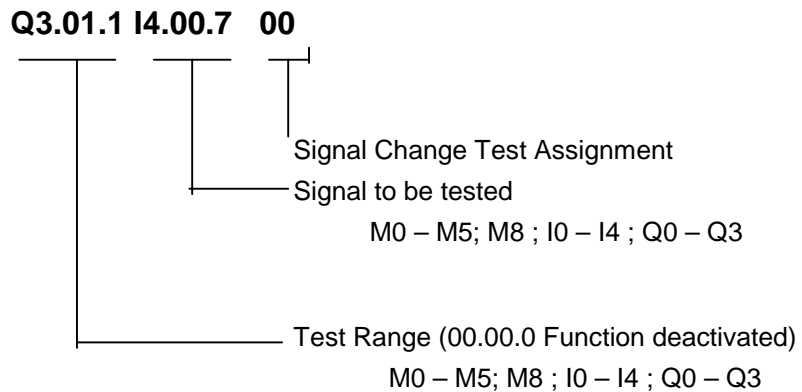 Q3.01.1 I4.00.7 00
Signal Change Test Assignment
Signal to be tested
M0 – M5; M8 ; I0 – I4 ; Q0 – Q3
Test Range (00.00.0 Function deactivated)
M0 – M5; M8 ; I0 – I4 ; Q0 – Q3